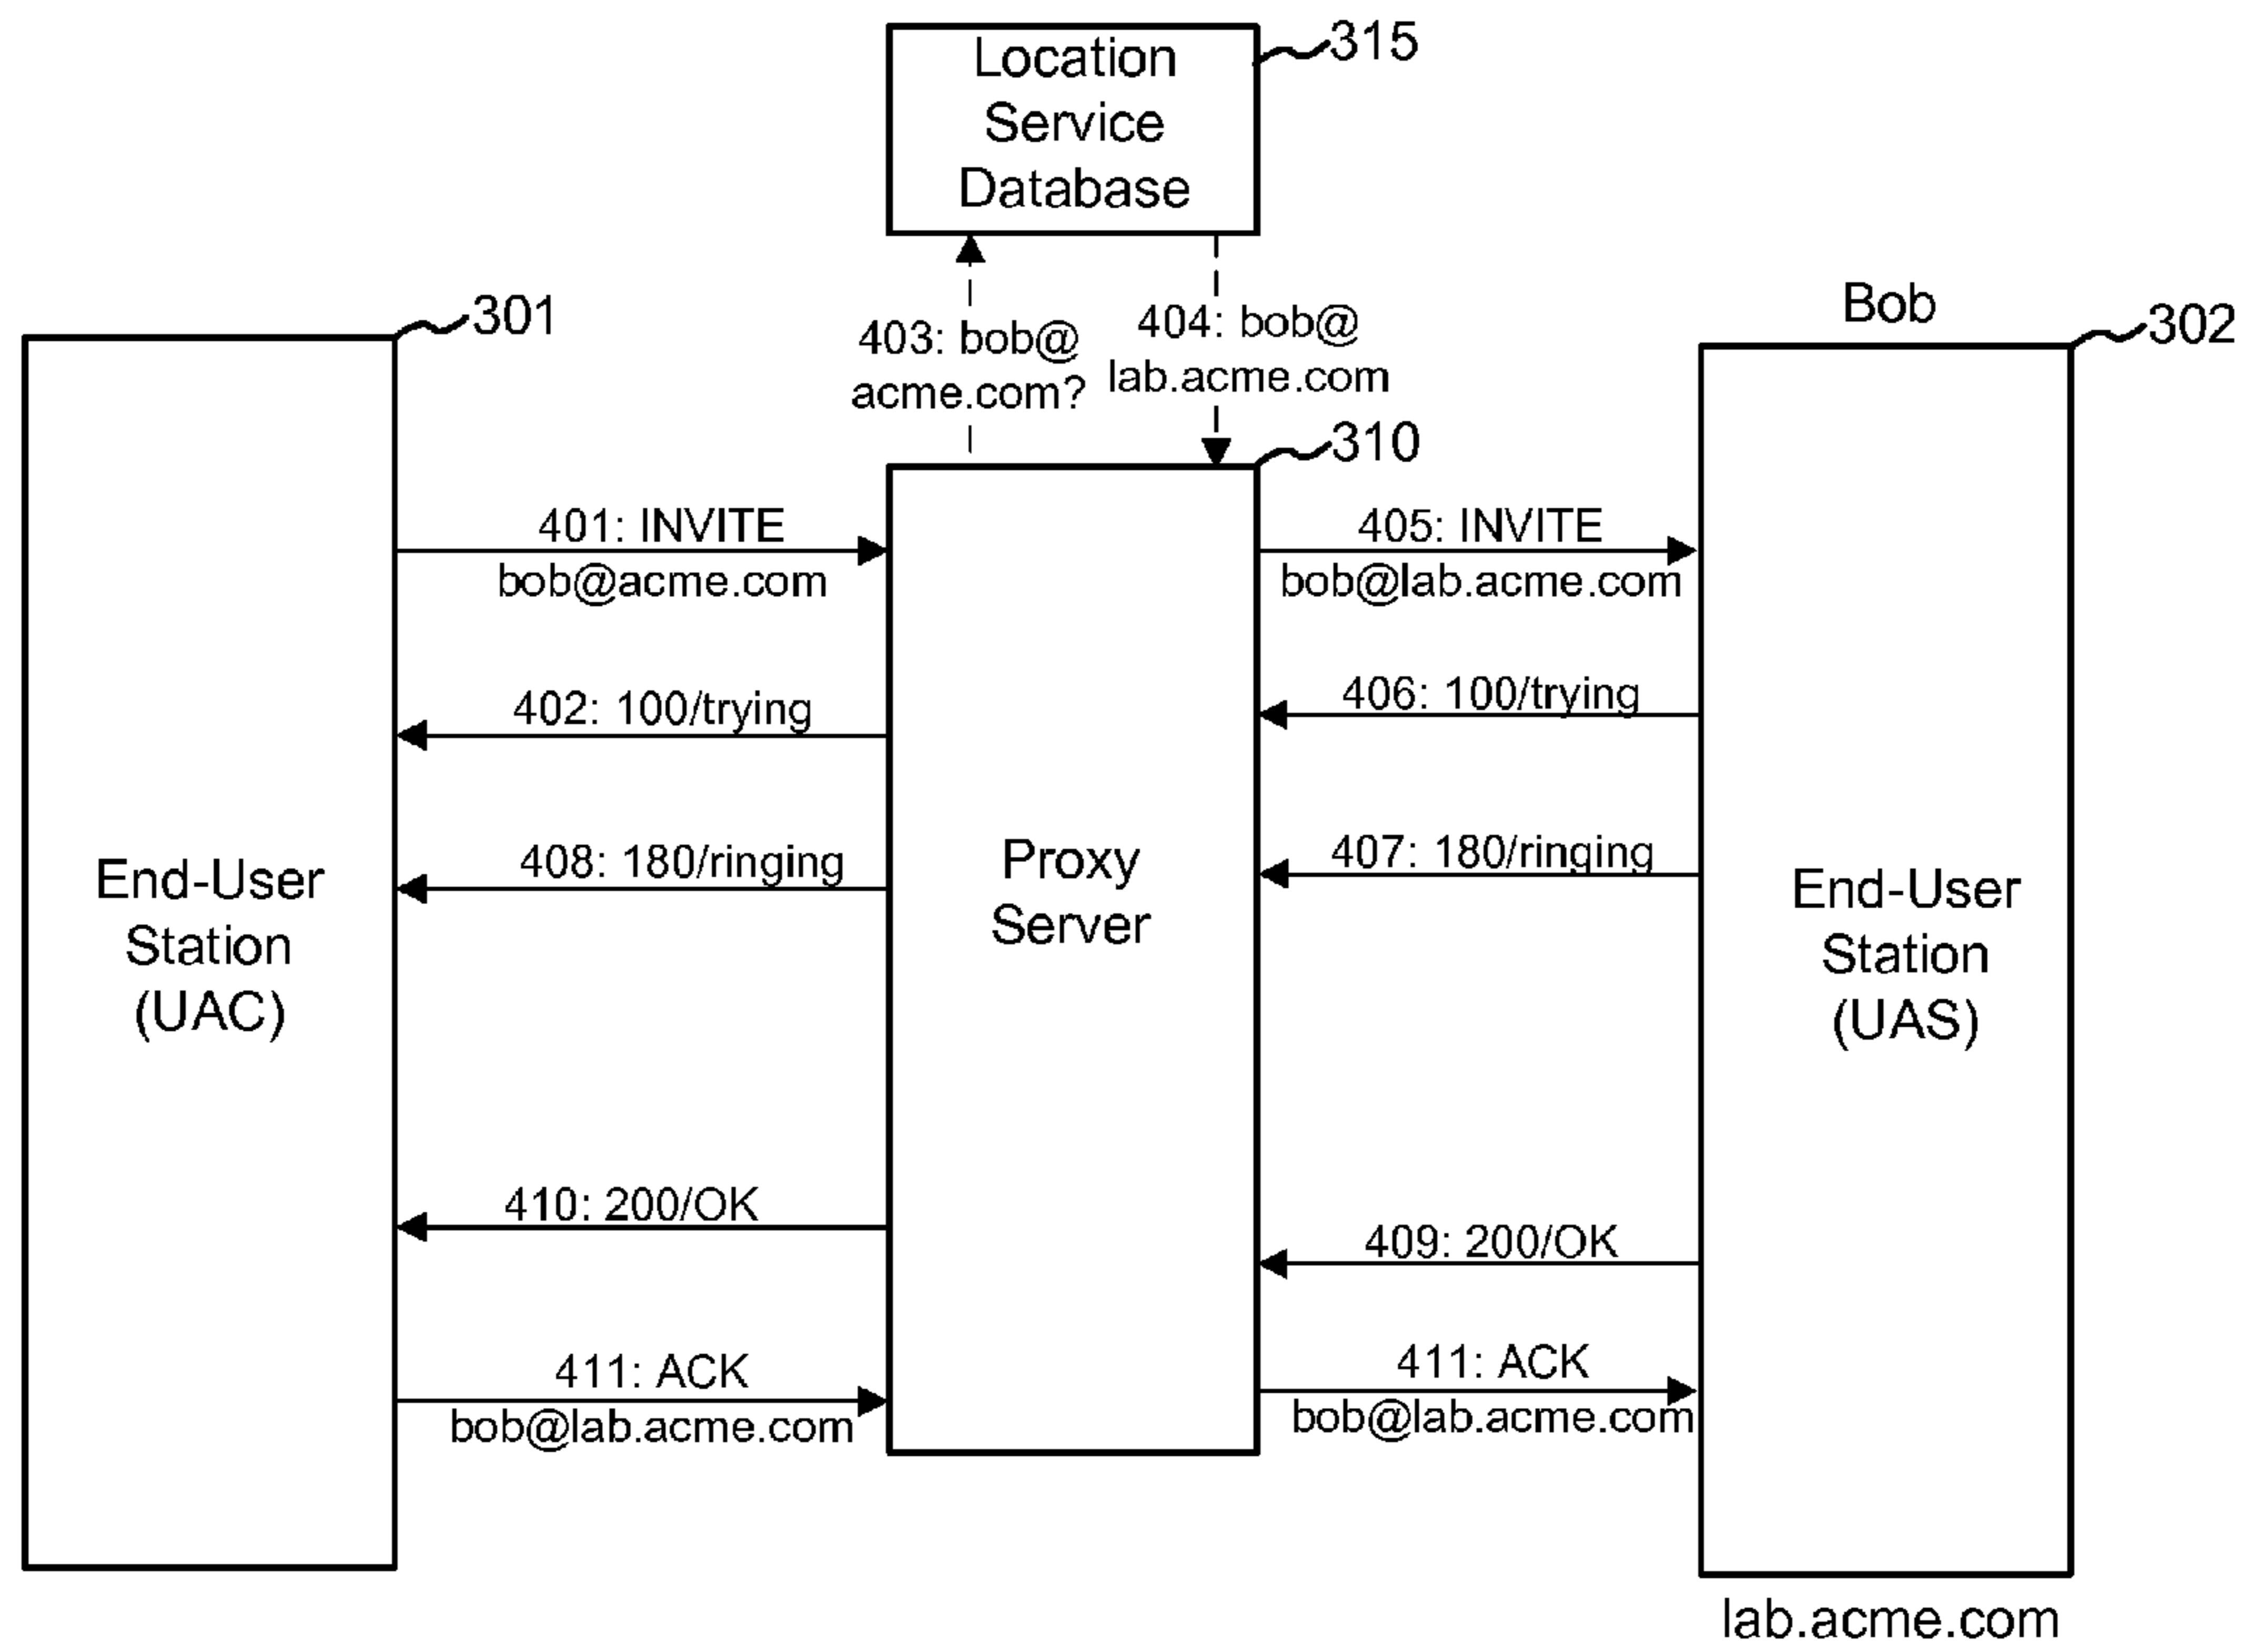 315
Location
Service
Database
301
403: bob@
acme.com?
404: bob@
lab.acme.com
Bob
302
310
401: INVITE
bob@acme.com
405: INVITE
bob@lab.acme.com
402: 100/trying
406: 100/trying
408: 180/ringing
407: 180/ringing
End-User
Station
(UAC)
Proxy
Server
End-User
Station
(UAS)
410: 200/OK
409: 200/OK
411: ACK
bob@lab.acme.com
411: ACK
bob@lab.acme.com
lab.acme.com